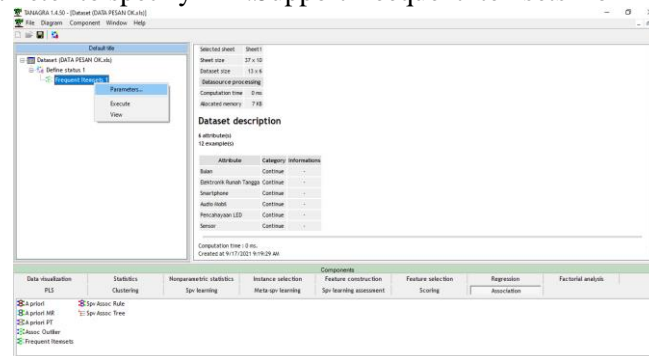 TANAGRA 1.4.50 - [Dataset (DATA PESAN OK.xls)]
File Diagram Component Window Help
Default title
Dataset (DATA PESAN OK.xls)
Define status 1
Frequent Itemsets 1
Parameters...
Execute
View
Selected sheet Sheet1
Sheet size 37 x 10
Dataset size 13 x 6
Datasource processing
Computation time 0 ms
Allocated memory 7 KB
Dataset description
6 attribute(s)
12 example(s)
Attribute Category Informations
Bulan Continue -
Elektronik Rumah Tangga Continue -
Smartphone Continue -
Audio Mobil Continue -
Pencahayaan LED Continue -
Sensor Continue -
Computation time : 0 ms.
Created at 9/17/2021 9:19:29 AM
Components
Data visualization Statistics Nonparametric statistics Instance selection Feature construction Feature selection Regression Factorial analysis
PLS Clustering Spv learning Meta-spv learning Spv learning assessment Scoring Association
A priori Spv Assoc Rule
A priori MR Spv Assoc Tree
A priori PT
Assoc Outlier
Frequent Itemsets